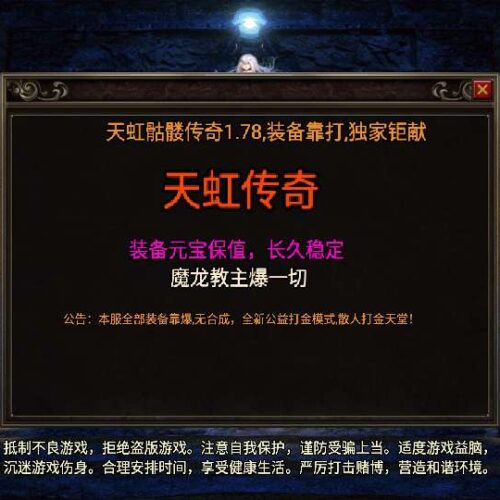 天虹骷髅传奇1.78,装备靠打,独家钜献
天虹传奇
装备元宝保值，长久稳定
魔龙教主爆一切
公告：本服全部装备靠爆,无合成，全新公益打金模式,散人打金天堂！
抵制不良游戏，拒绝盗版游戏。注意自我保护，谨防受骗上当。适度游戏益脑，
沉迷游戏伤身。合理安排时间，享受健康生活。严厉打击赌博，营造和谐环境。